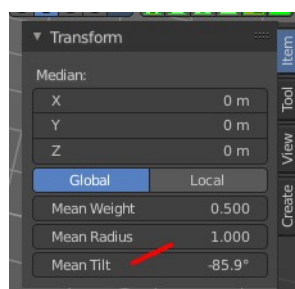 Transform
Median:
X 0 m
Y 0 m
Z 0 m
Global Local
Mean Weight 0.500
Mean Radius 1.000
Mean Tilt -85.9°
Item
Tool
View
Create